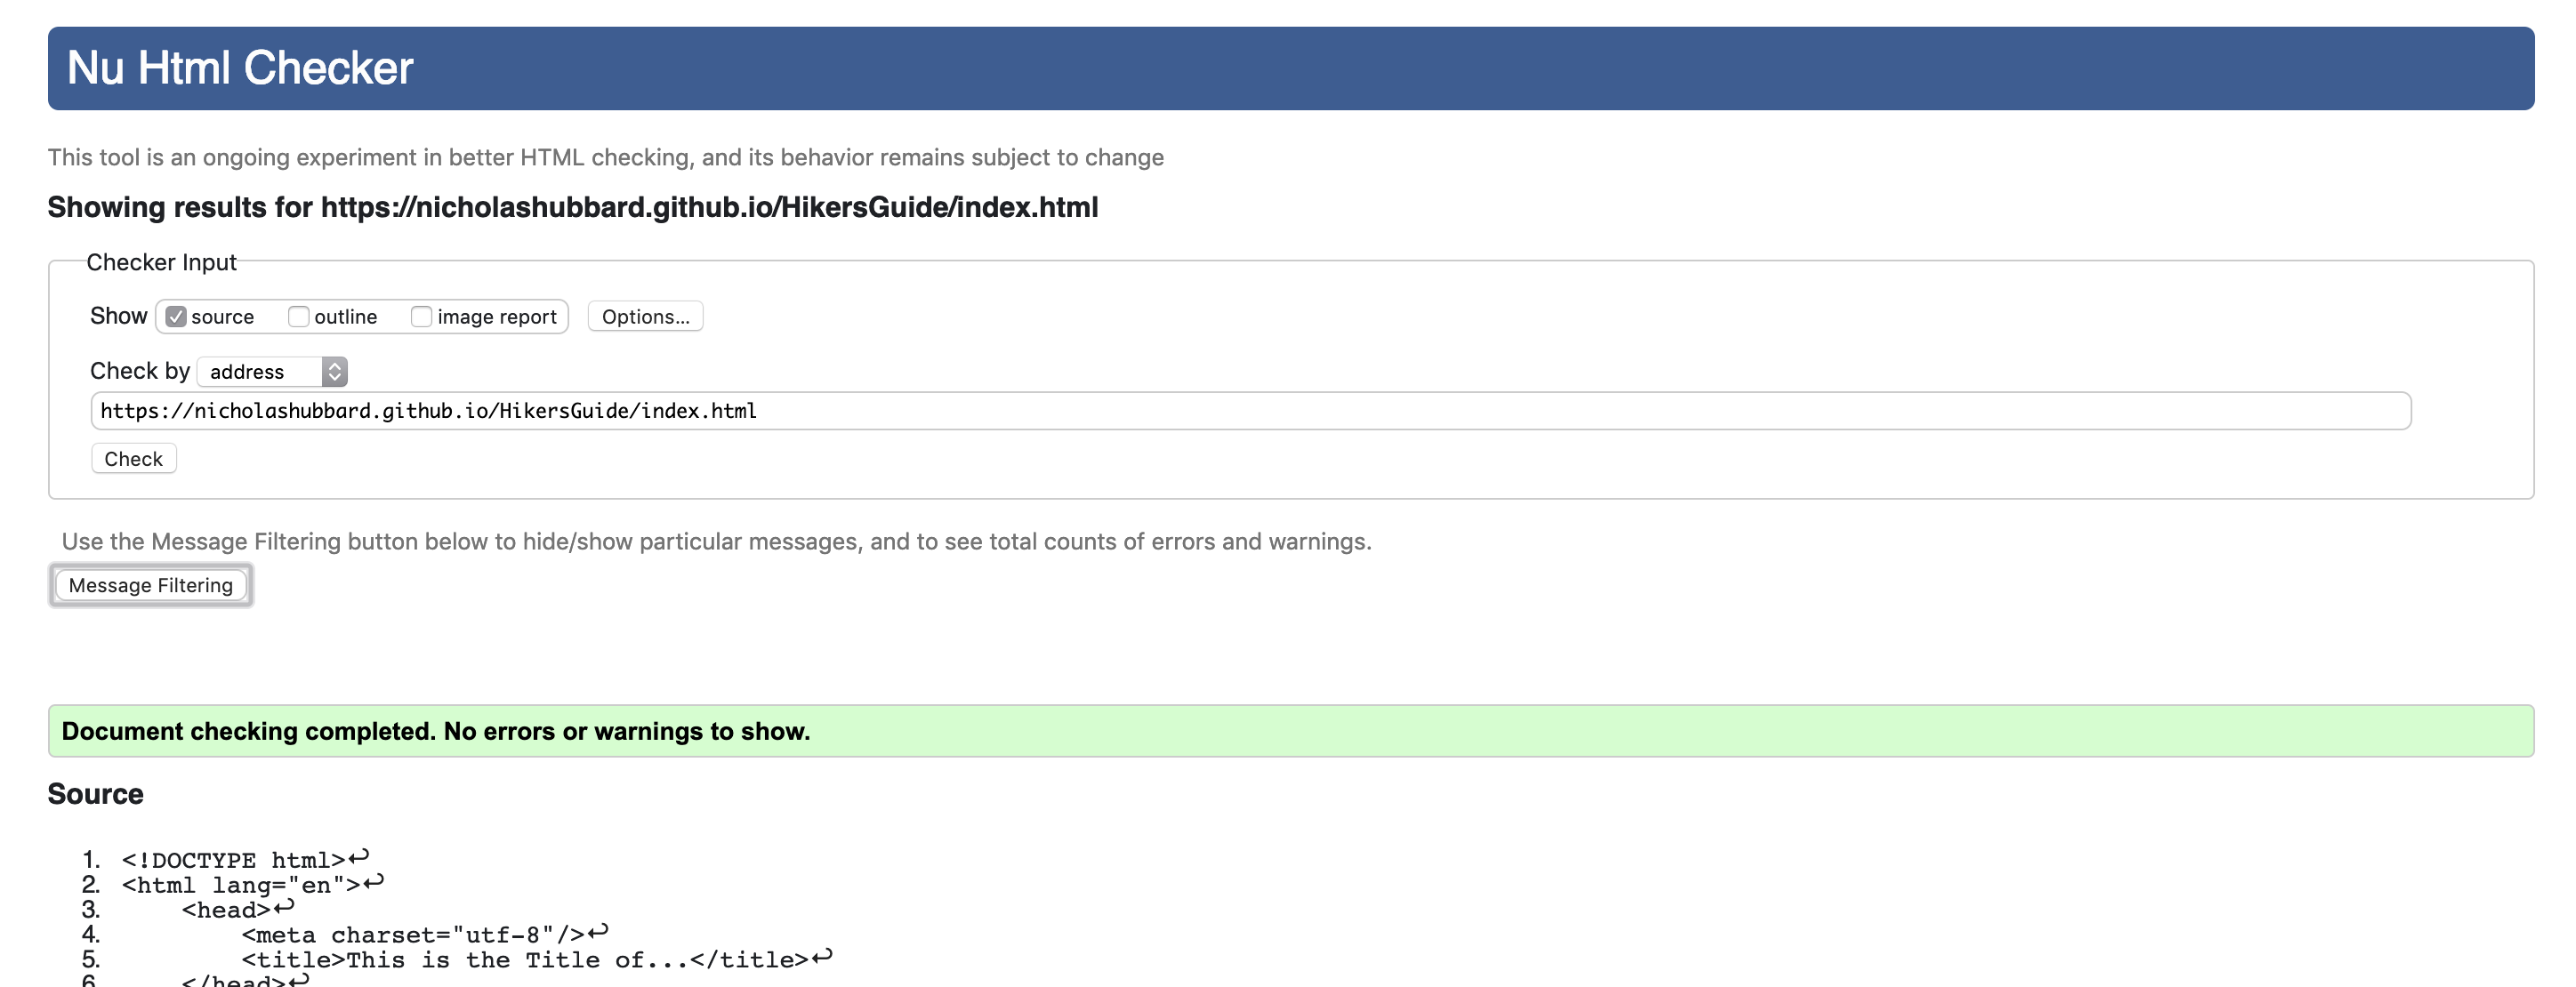 Nu Html Checker
This tool is an ongoing experiment in better HTML checking, and its behavior remains subject to change
Showing results for https://nicholashubbard.github.io/HikersGuide/index.html
Checker Input
Show source outline image report Options...
Check by address
https://nicholashubbard.github.io/HikersGuide/index.html
Check
Use the Message Filtering button below to hide/show particular messages, and to see total counts of errors and warnings.
Message Filtering
Document checking completed. No errors or warnings to show.
Source
1. <!DOCTYPE html>↩
2. <html lang="en">↩
3. <head>↩
4. <meta charset="utf-8"/>↩
5. <title>This is the Title of...</title>↩
6. </head>↩